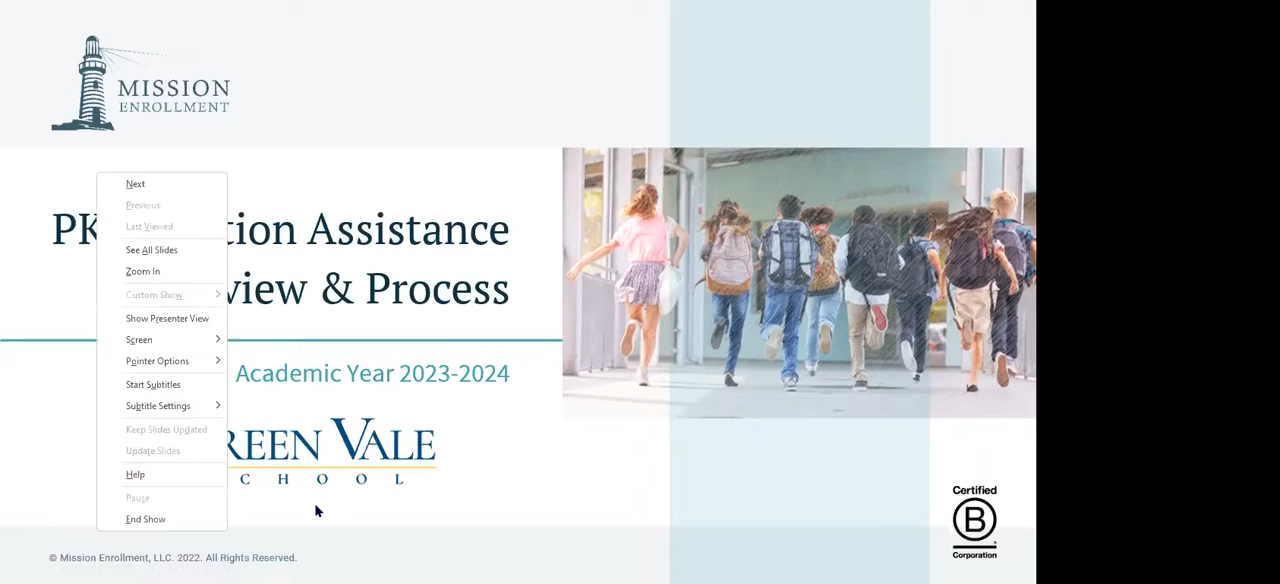 MISSION
ENROLLMENT
PK
tion Assistance
view & Process
Academic Year 2023-2024
REEN VALE
C H O O L
Next
Previous
Last Viewed
See All Slides
Zoom In
Custom Show
Show Presenter View
Screen
Pointer Options
Start Subtitles
Subtitle Settings
Keep Slides Updated
Update Slides
Help
Pause
End Show
Certified
B
Corporation
© Mission Enrollment, LLC. 2022. All Rights Reserved.